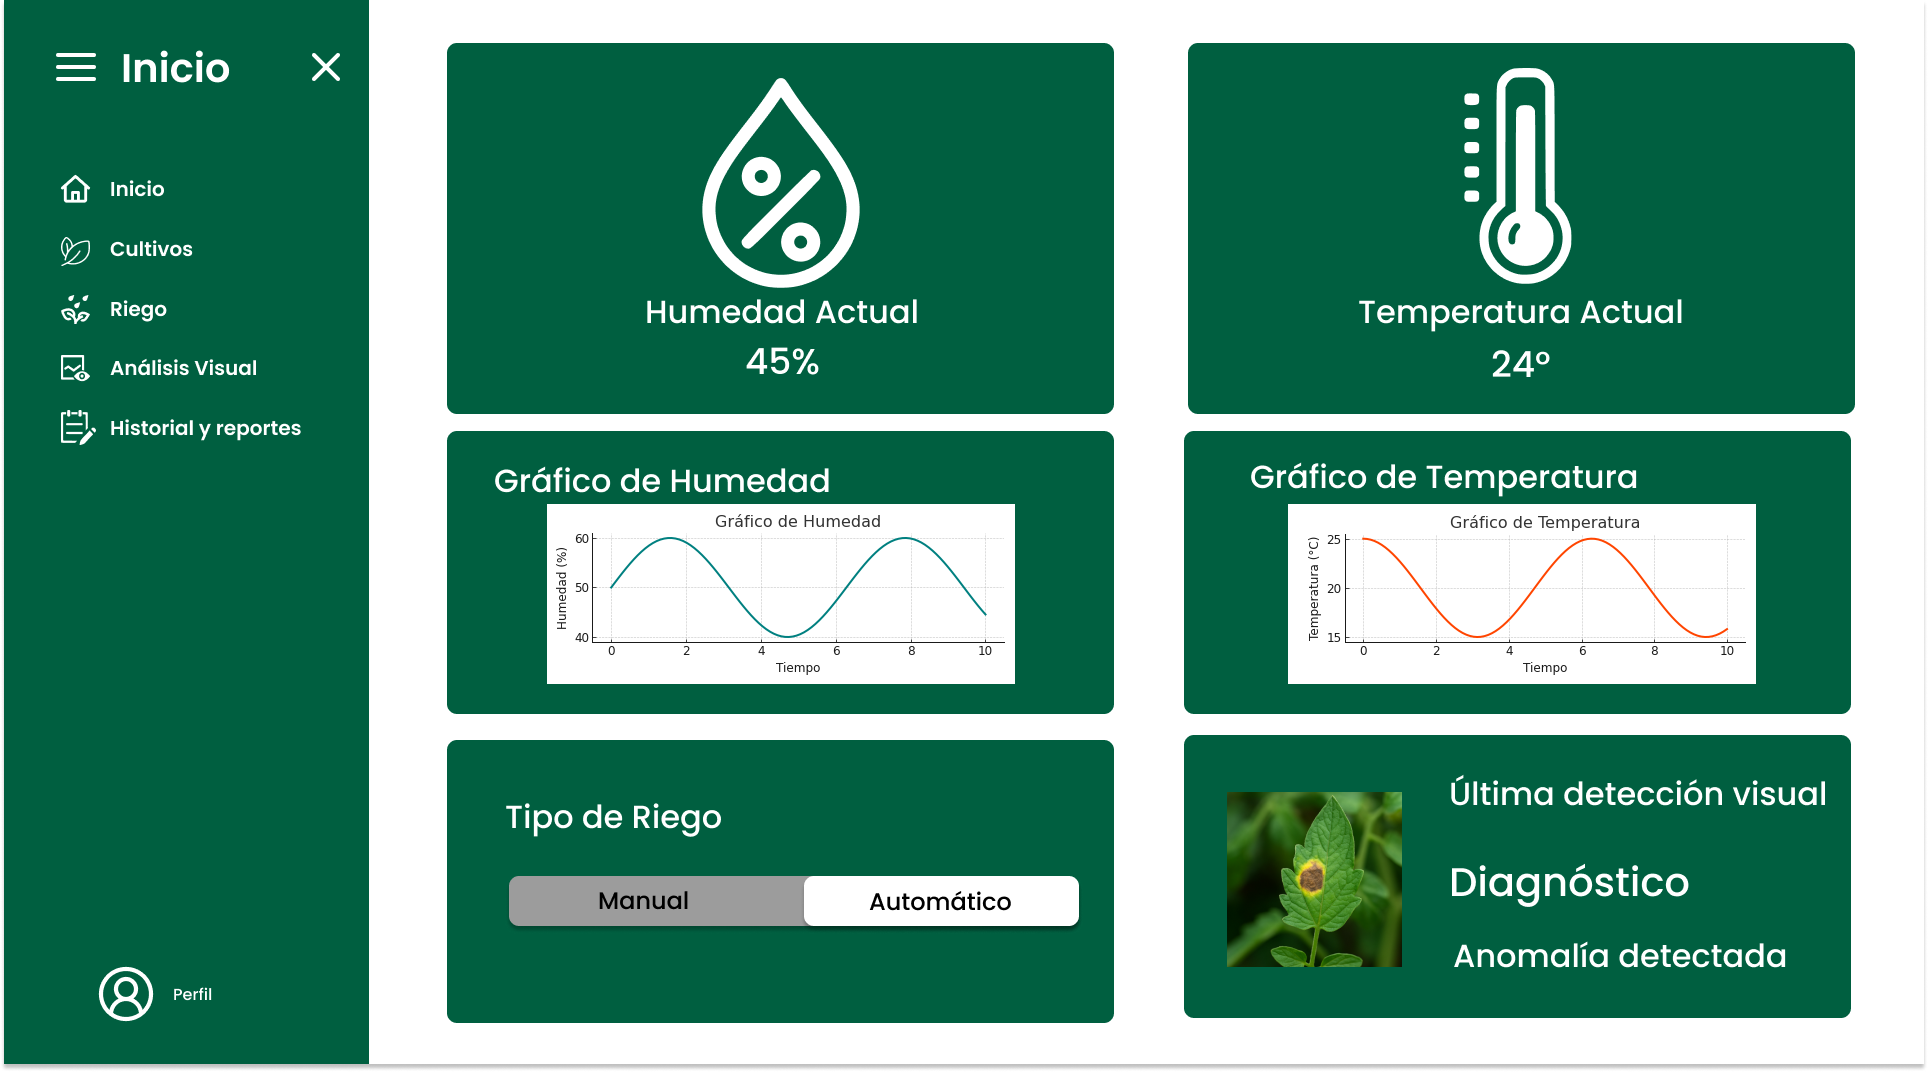 Inicio
Inicio
Cultivos
Riego
Análisis Visual
Historial y reportes
Perfil
Humedad Actual
45%
Temperatura Actual
24°
Gráfico de Humedad
Gráfico de Humedad
Humedad (%)
60
50
40
0 2 4 6 8 10
Tiempo
Gráfico de Temperatura
Gráfico de Temperatura
Temperatura (°C)
25
20
15
0 2 4 6 8 10
Tiempo
Tipo de Riego
Manual Automático
Última detección visual
Diagnóstico
Anomalía detectada